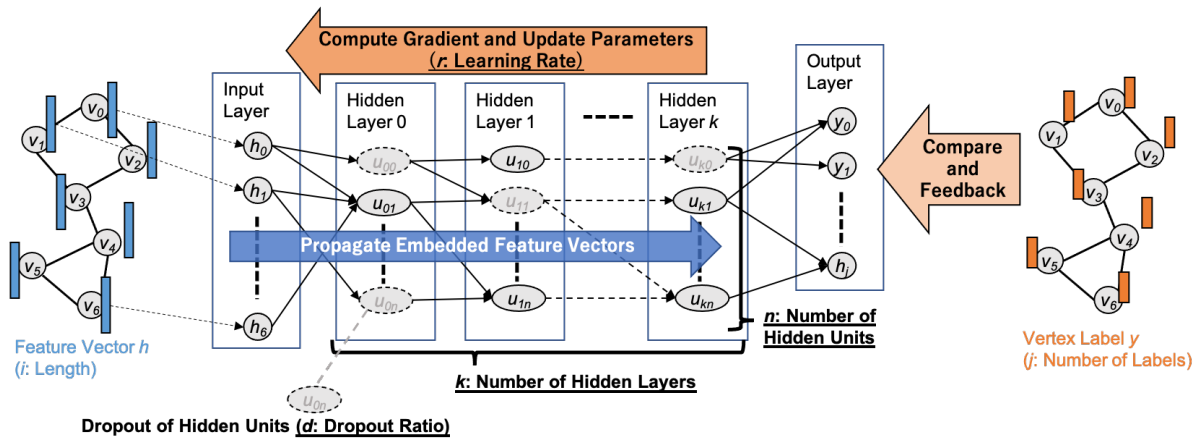 Compute Gradient and Update Parameters
(r: Learning Rate)
Input
Layer
Hidden
Layer 0
Hidden
Layer 1
Hidden
Layer k
Output
Layer
v0
v1
v2
v3
v4
v5
v6
Feature Vector h
(i: Length)
h0
h1
h6
u00
u01
u0n
u10
u11
u1n
uk0
uk1
ukn
y0
y1
hj
Propagate Embedded Feature Vectors
Compare
and
Feedback
n: Number of
Hidden Units
k: Number of Hidden Layers
u0n
Dropout of Hidden Units (d: Dropout Ratio)
v0
v1
v2
v3
v4
v5
v6
Vertex Label y
(j: Number of Labels)